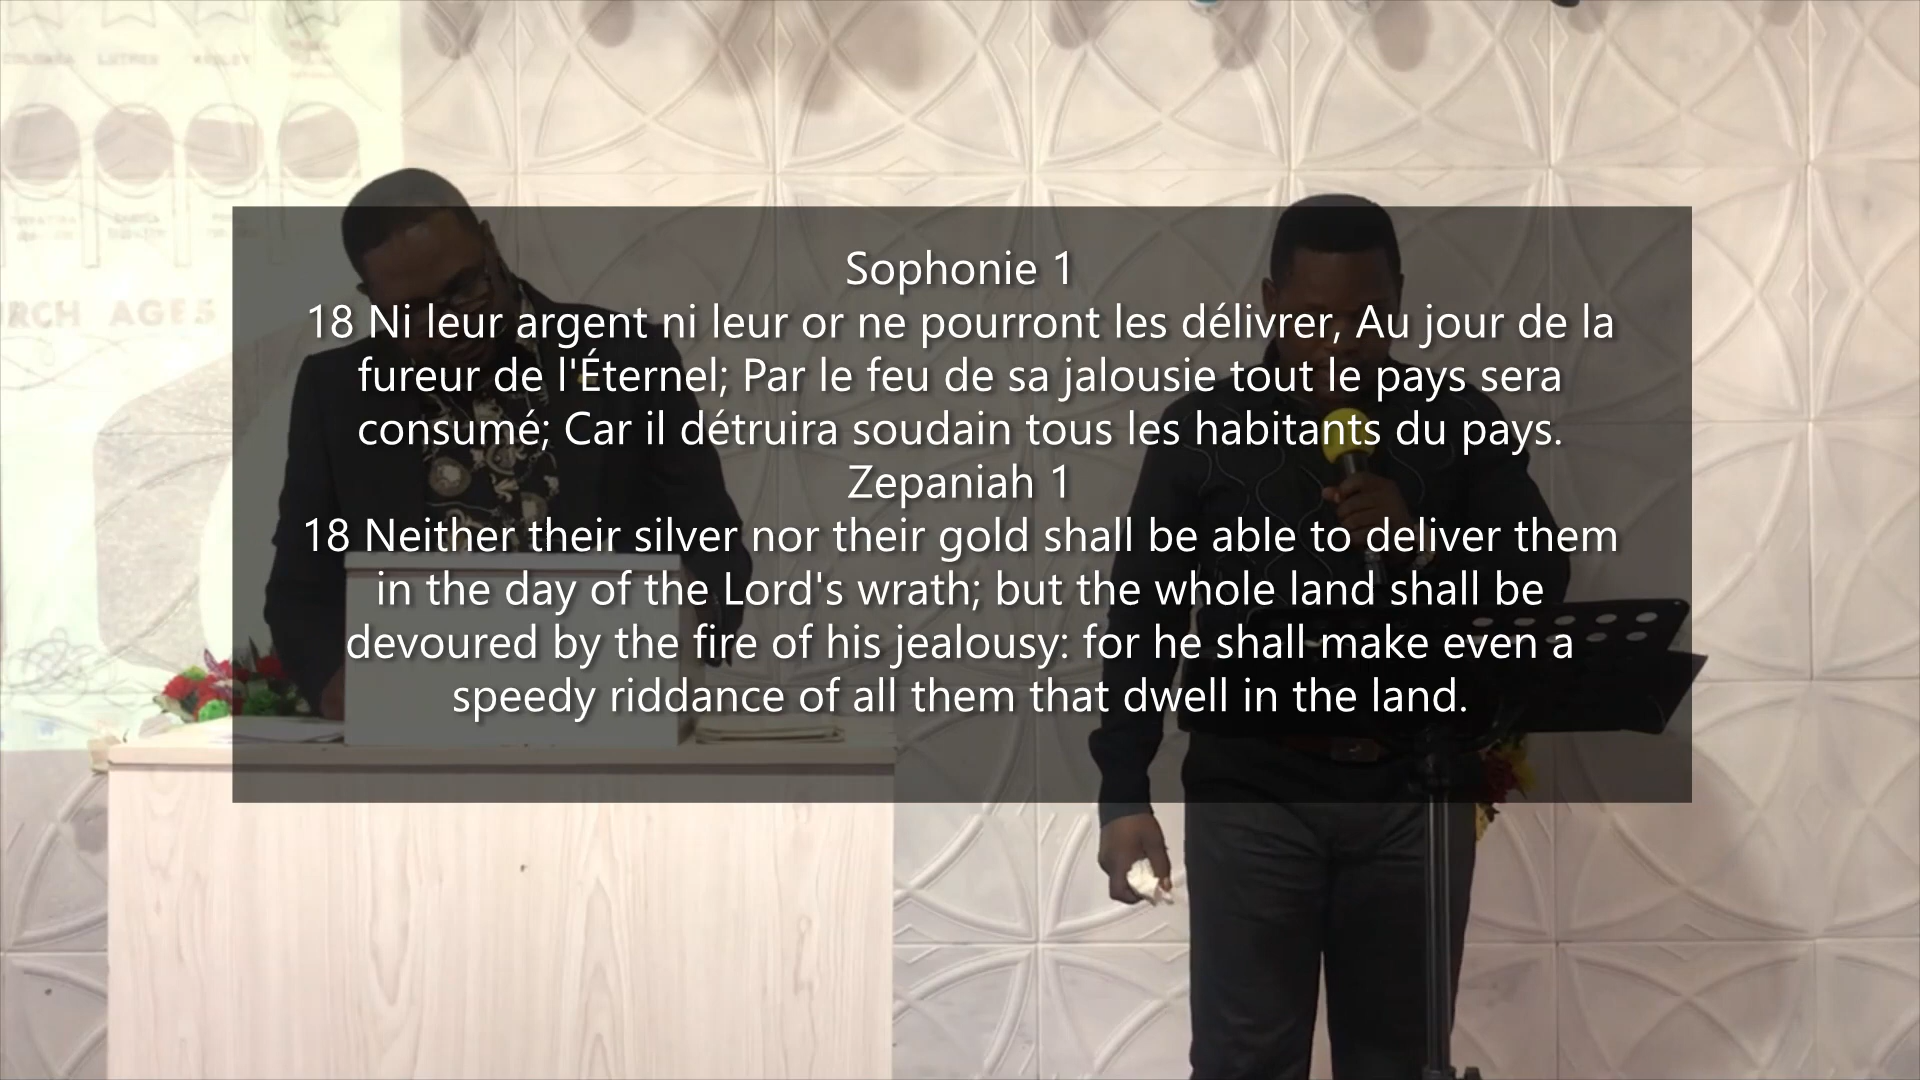 COLOMBA LUTHER WESLEY
RCH AGES
Sophonie 1
18 Ni leur argent ni leur or ne pourront les délivrer, Au jour de la
fureur de l'Éternel; Par le feu de sa jalousie tout le pays sera
consumé; Car il détruira soudain tous les habitants du pays.
Zepaniah 1
18 Neither their silver nor their gold shall be able to deliver them
in the day of the Lord's wrath; but the whole land shall be
devoured by the fire of his jealousy: for he shall make even a
speedy riddance of all them that dwell in the land.